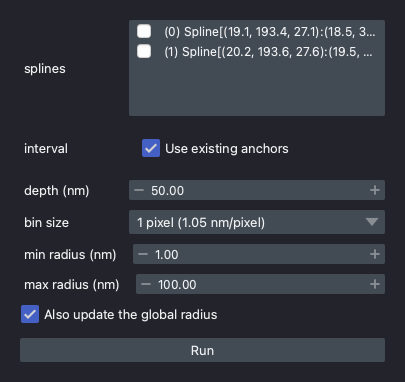 splines
(0) Spline[(19.1, 193.4, 27.1):(18.5, 3...
(1) Spline[(20.2, 193.6, 27.6):(19.5, ...
interval Use existing anchors
depth (nm) − 50.00 +
bin size 1 pixel (1.05 nm/pixel)
min radius (nm) − 1.00 +
max radius (nm) − 100.00 +
Also update the global radius
Run